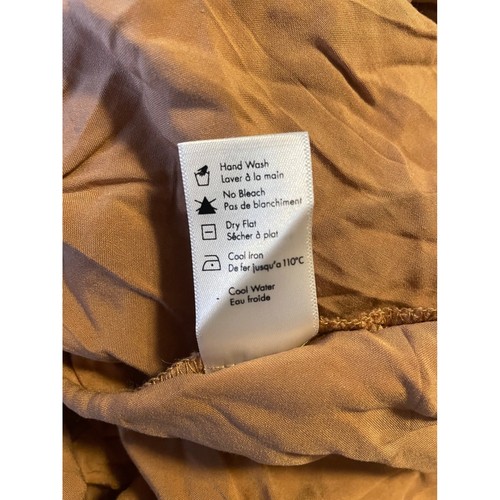 Hand Wash
Laver à la main
No Bleach
Pas de blanchiment
Dry Flat
Sécher à plat
Cool iron
De fer jusqu'a 110°C
Cool Water
Eau froide